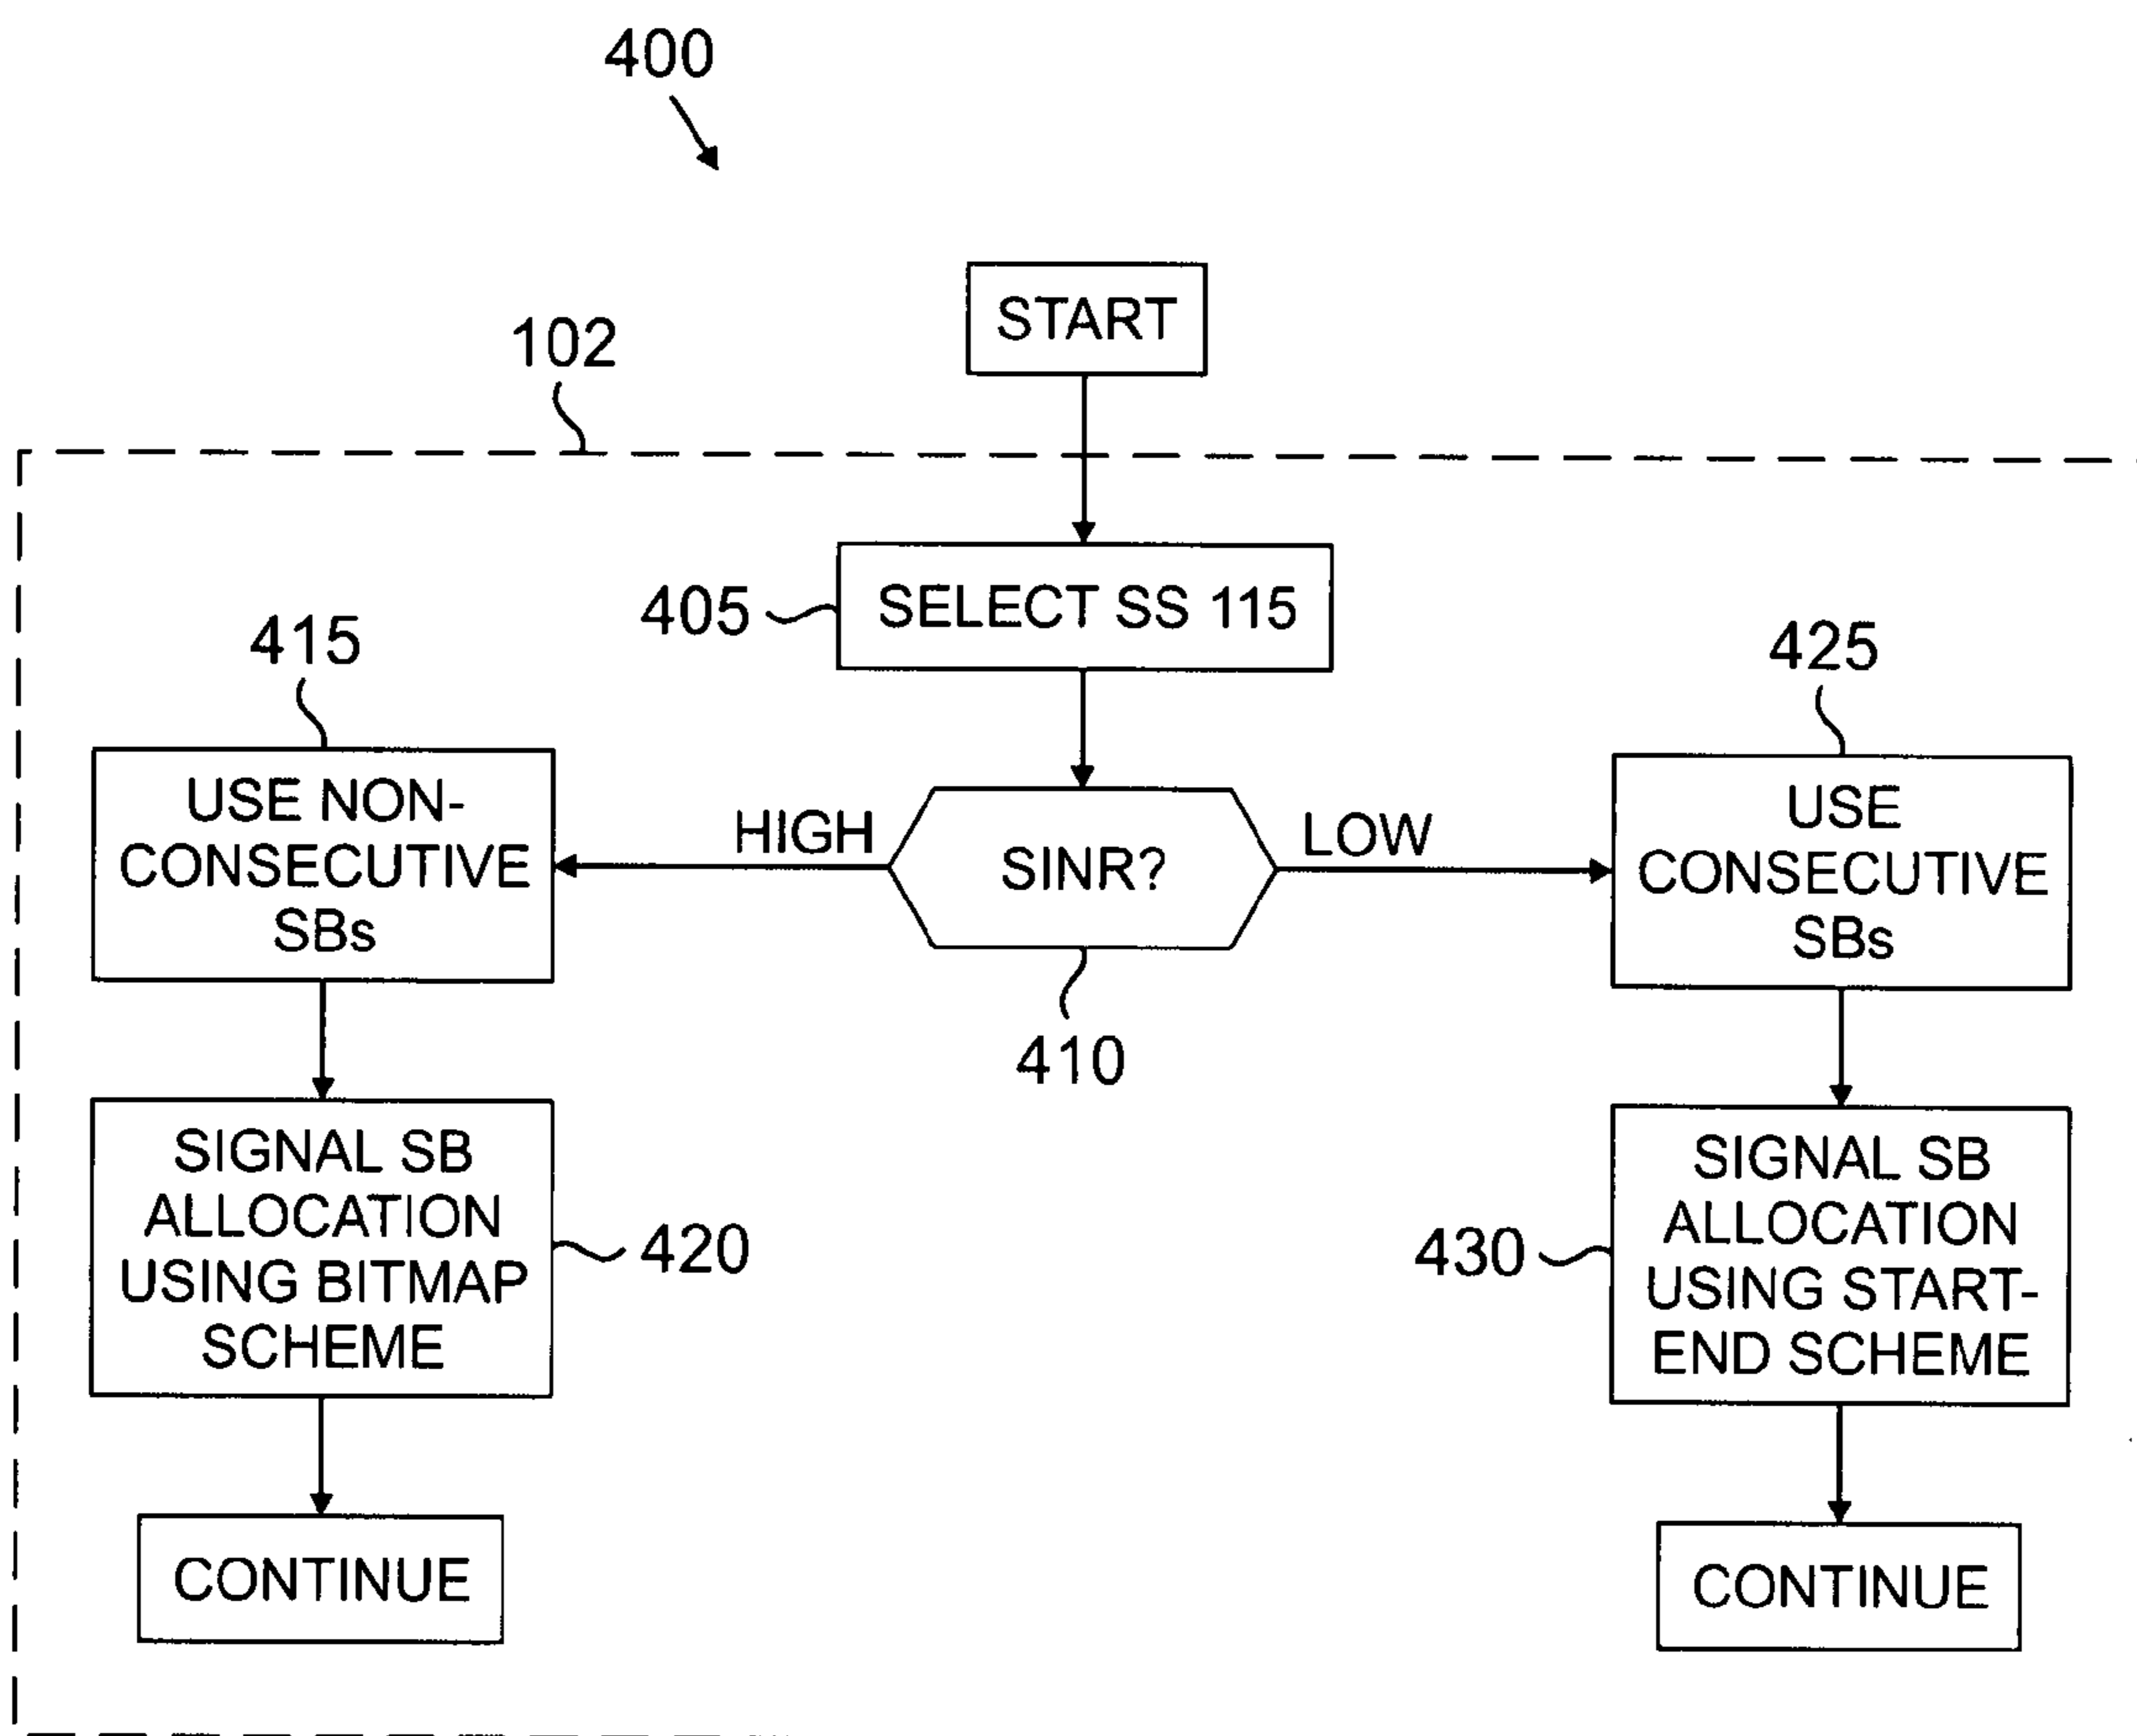 400
START
102
405
SELECT SS 115
415
425
USE NON-
CONSECUTIVE
SBs
HIGH
SINR?
LOW
USE
CONSECUTIVE
SBs
410
SIGNAL SB
ALLOCATION
USING BITMAP
SCHEME
420
430
SIGNAL SB
ALLOCATION
USING START-
END SCHEME
CONTINUE
CONTINUE